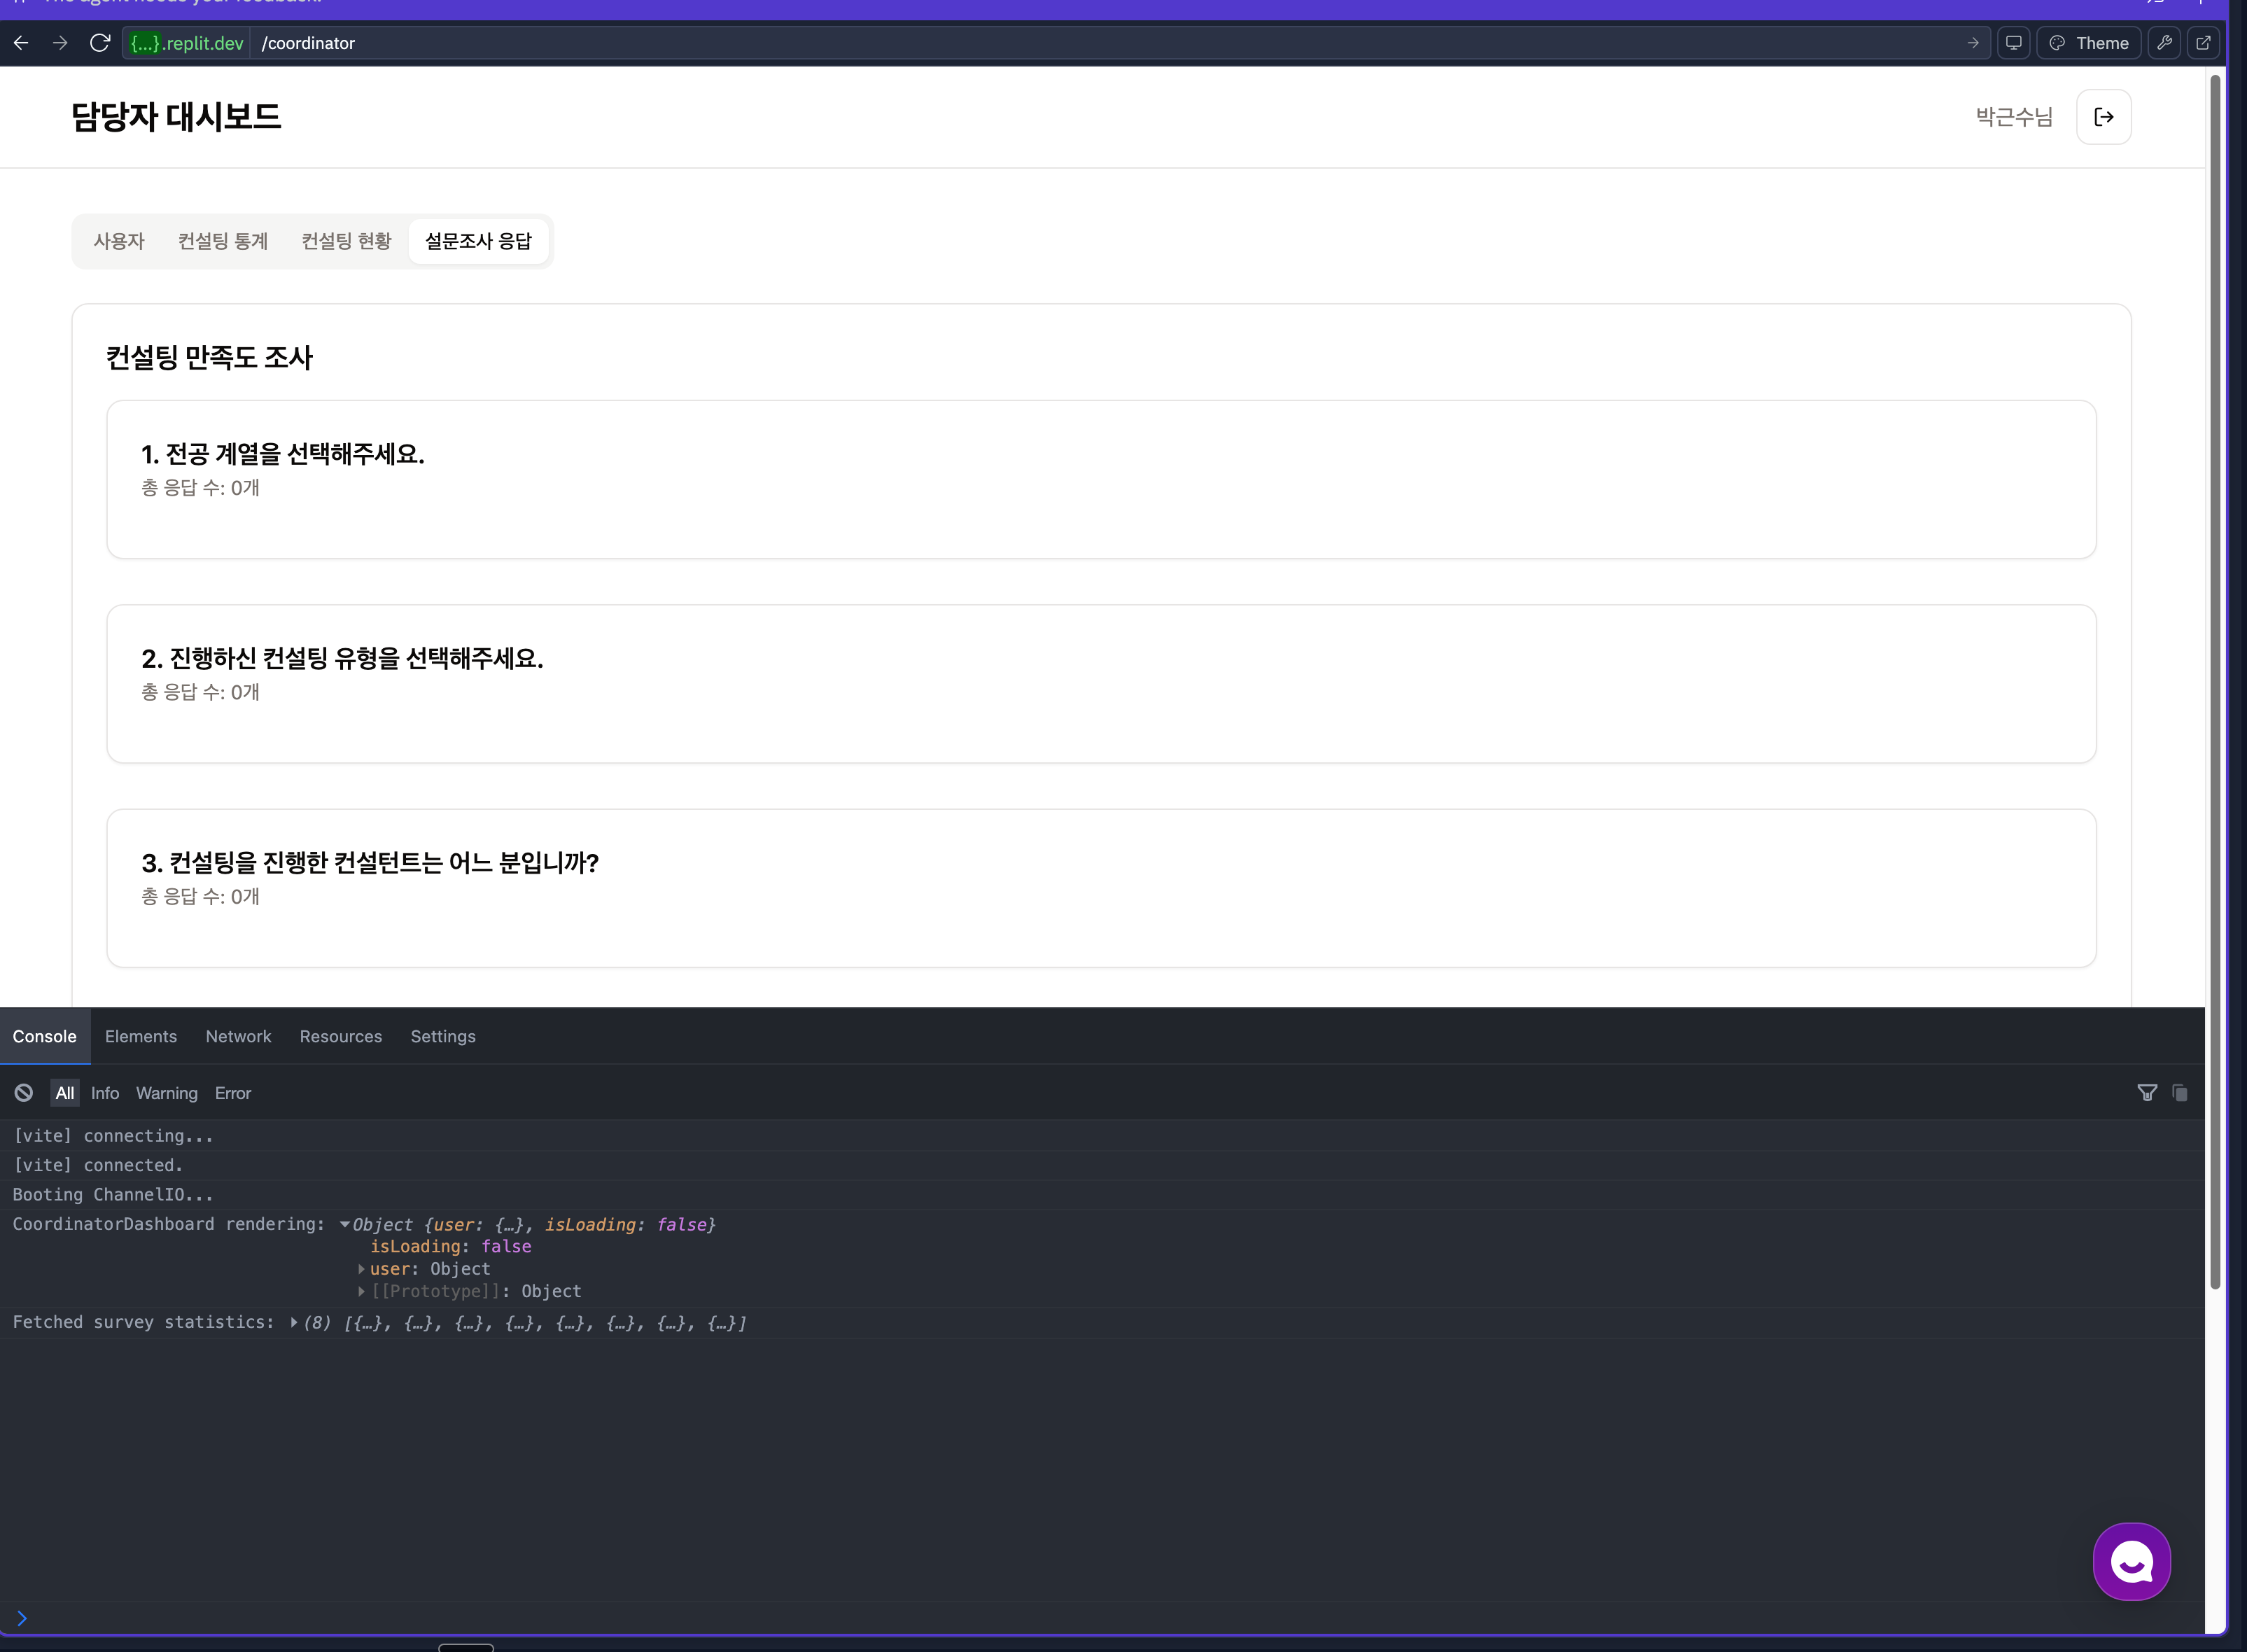 The agent needs your feedback.
{...}.replit.dev /coordinator Theme
담당자 대시보드
박근수님
사용자 컨설팅 통계 컨설팅 현황 설문조사 응답
컨설팅 만족도 조사
1. 전공 계열을 선택해주세요.
총 응답 수: 0개
2. 진행하신 컨설팅 유형을 선택해주세요.
총 응답 수: 0개
3. 컨설팅을 진행한 컨설턴트는 어느 분입니까?
총 응답 수: 0개
Console Elements Network Resources Settings
All Info Warning Error
[vite] connecting...
[vite] connected.
Booting ChannelIO...
CoordinatorDashboard rendering: ▼Object {user: {…}, isLoading: false}
isLoading: false
▶user: Object
▶[[Prototype]]: Object
Fetched survey statistics: ▶(8) [{…}, {…}, {…}, {…}, {…}, {…}, {…}, {…}]